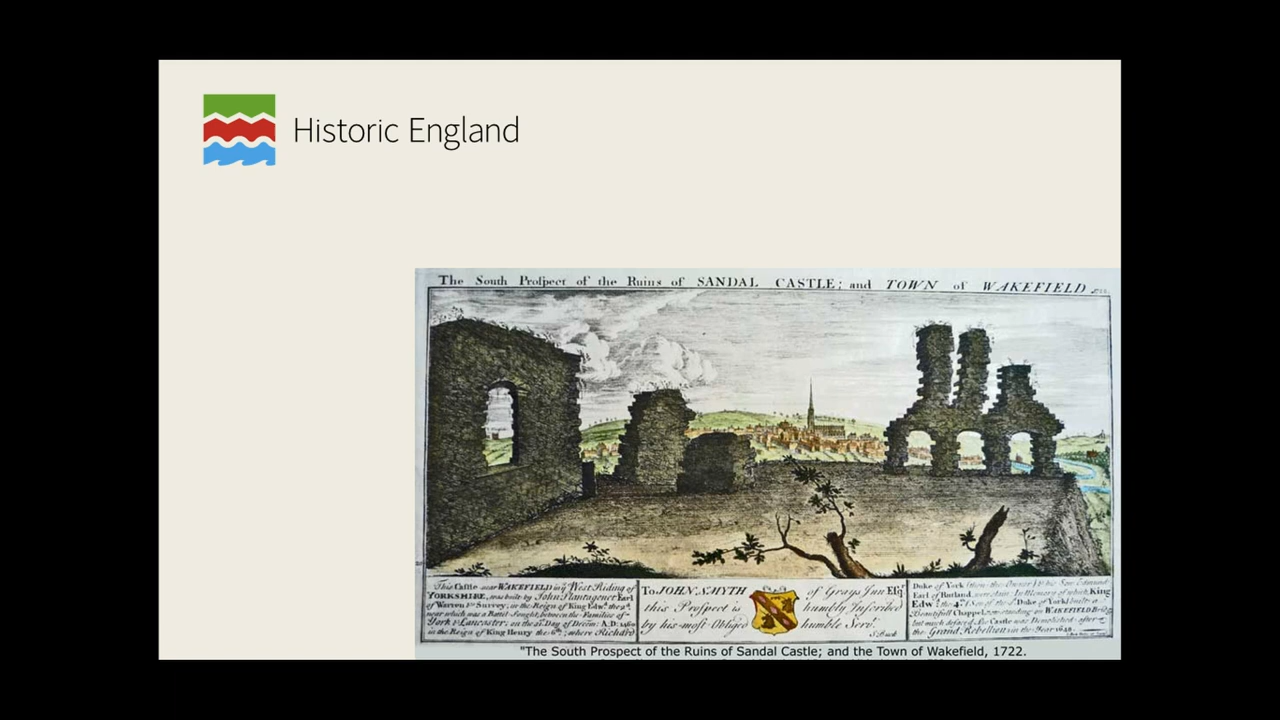 Historic England
The South Proſpect of the Ruins of SANDAL CASTLE; and TOWN of WAKEFIELD
This Castle near WAKEFIELD in yᵉ West Riding of
YORKSHIRE, was built by John Plantagenet Earl
of Warren & Surrey, in the Reign of King Edwᵈ. the
near which was a Battel Fought, between the Families of
York & Lancaster; on the Day of Decem: A.D. 1460
in the Reign of King Henry the 6th; where Richard
To JOHN SMYTH of Grays Inn Eſqʳ
this Proſpect is humbly Inſcribed
by his moſt Obliged humble Servᵗ.
S. Buck
Duke of York (then the Owner) & his Son Edmund
Earl of Rutland, were slain: In Memory of which King
Edw. the 4th Son of the sᵈ Duke of York built a
Beautifull Chappel, now standing on WAKEFIELD Bridg
but much defaced. The Castle was Demolished after
the Grand Rebellion in the Year 1648.
"The South Prospect of the Ruins of Sandal Castle; and the Town of Wakefield, 1722.